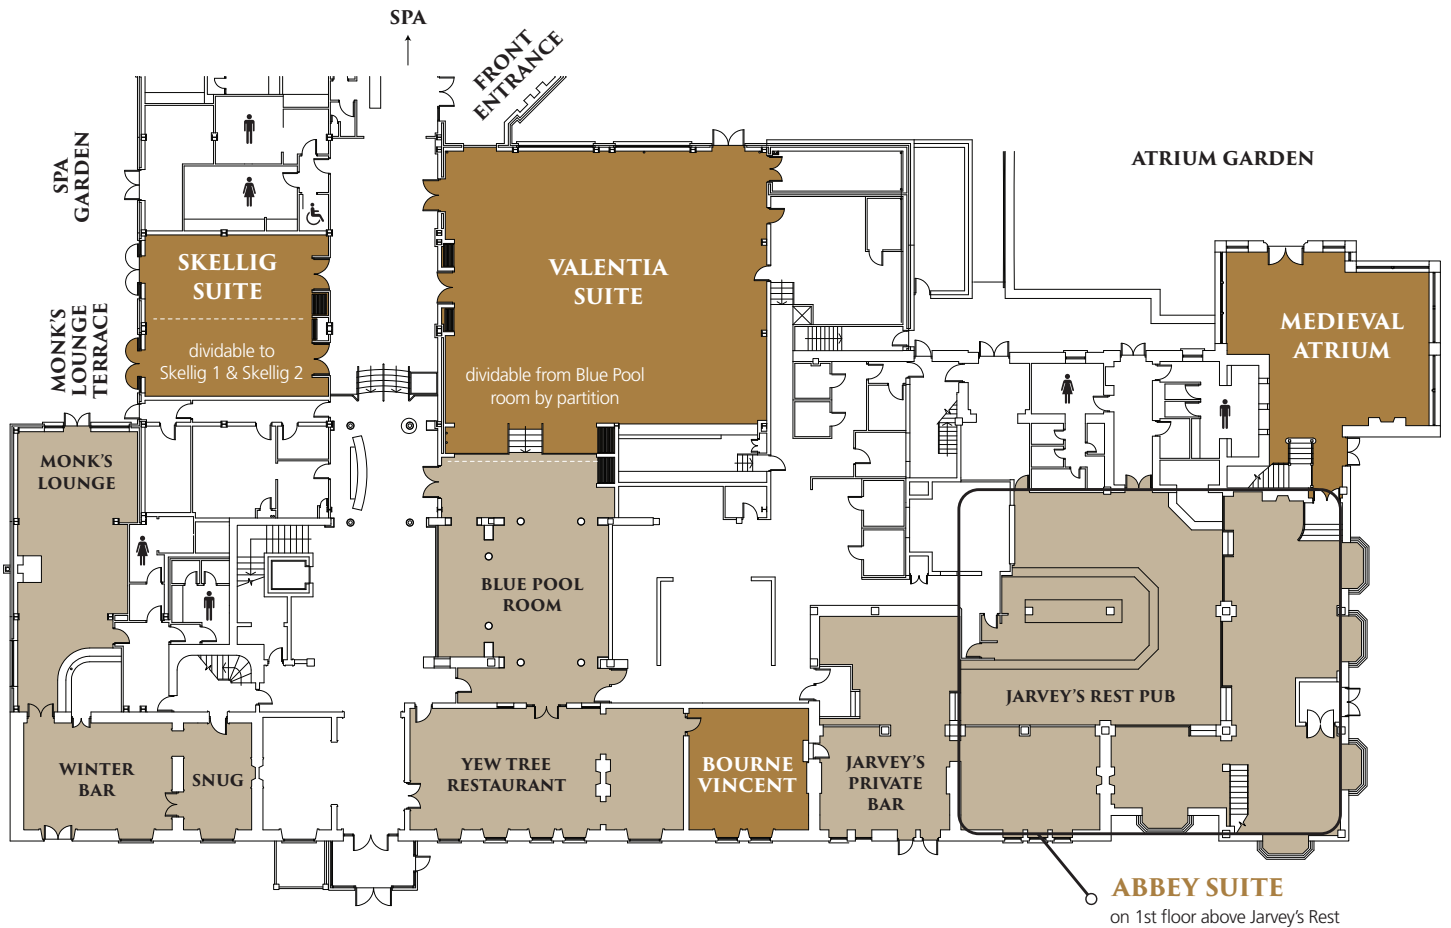 SPA
FRONT
ENTRANCE
SPA
GARDEN
ATRIUM GARDEN
SKELLIG
SUITE
dividable to
Skellig 1 & Skellig 2
VALENTIA
SUITE
dividable from Blue Pool
room by partition
MEDIEVAL
ATRIUM
MONK'S
LOUNGE
TERRACE
MONK'S
LOUNGE
BLUE POOL
ROOM
JARVEY'S REST PUB
WINTER
BAR
SNUG
YEW TREE
RESTAURANT
BOURNE
VINCENT
JARVEY'S
PRIVATE
BAR
ABBEY SUITE
on 1st floor above Jarvey's Rest